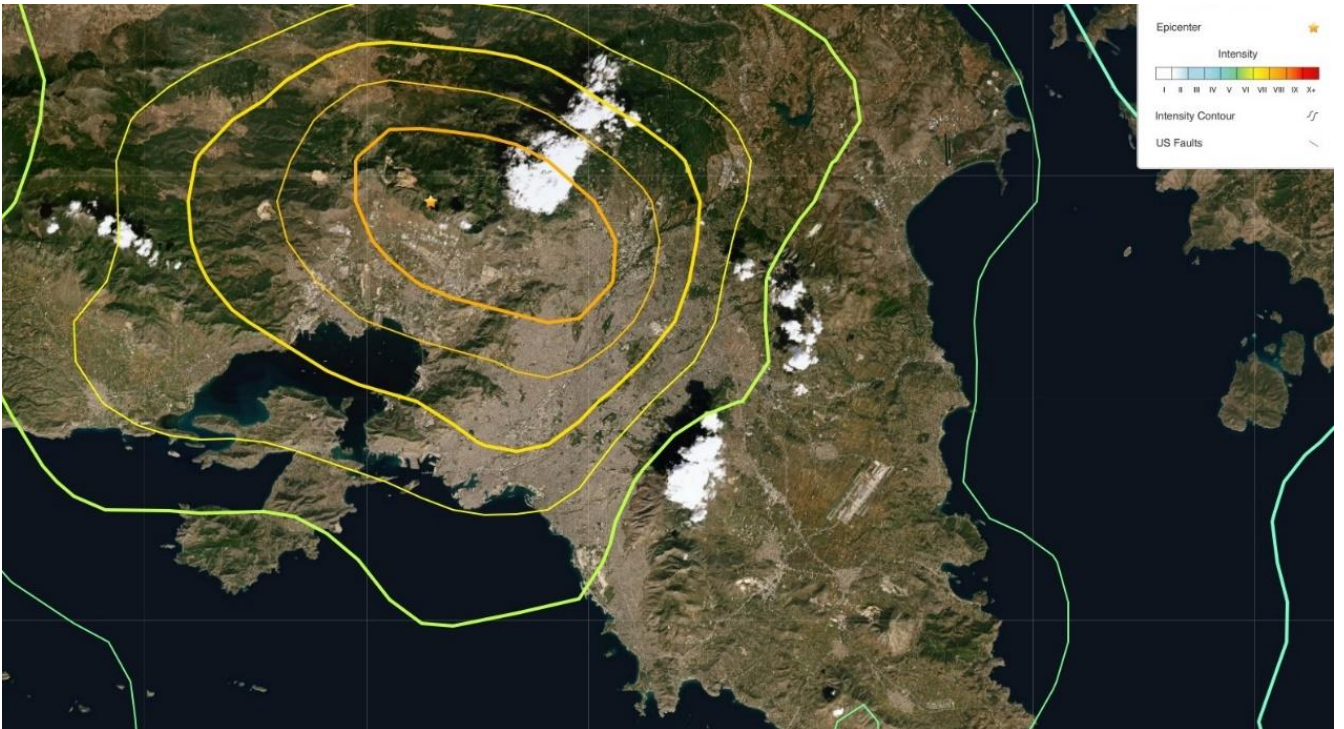 Epicenter
Intensity
I II III IV V VI VII VIII IX X+
Intensity Contour
US Faults